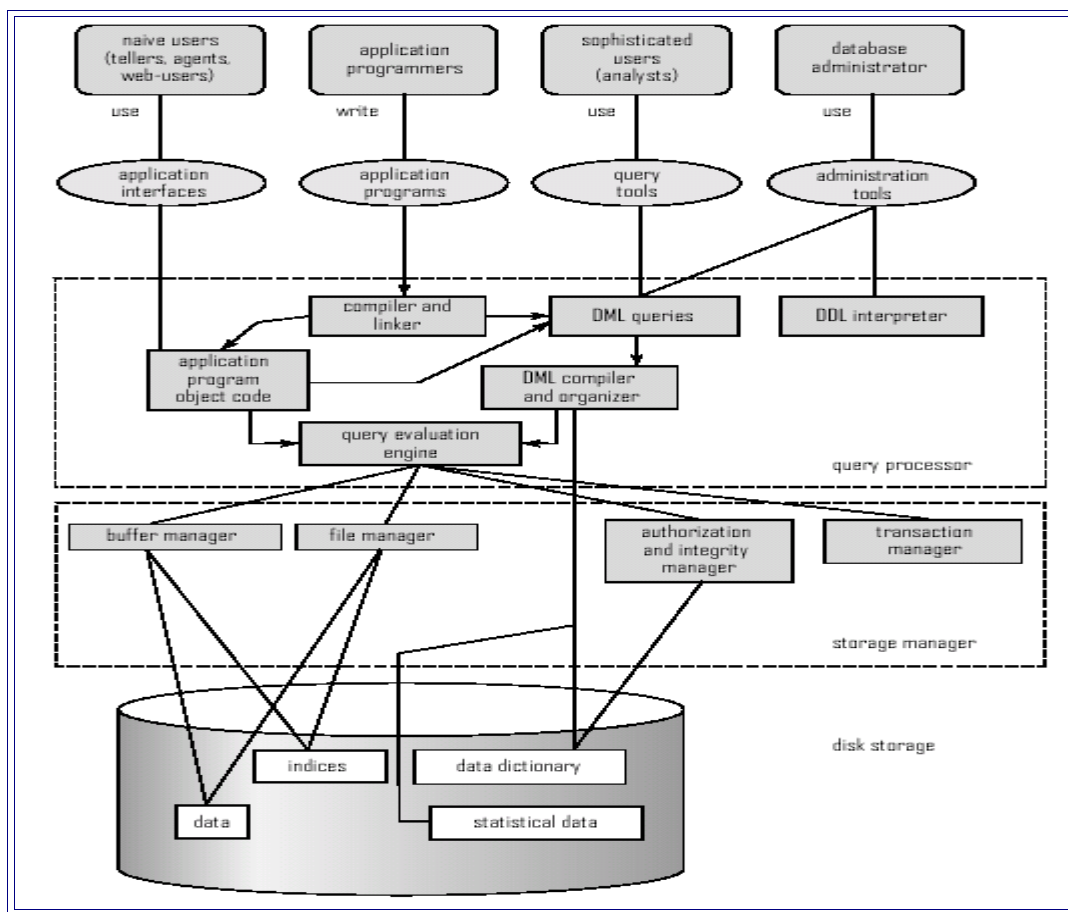 naive users
(tellers, agents,
web-users)
application
programmers
sophisticated
users
(analysts)
database
administrator
use
write
use
use
application
interfaces
application
programs
query
tools
administration
tools
compiler and
linker
DML queries
DDL interpreter
application
program
object code
DML compiler
and organizer
query evaluation
engine
query processor
buffer manager
file manager
authorization
and integrity
manager
transaction
manager
storage manager
disk storage
indices
data dictionary
data
statistical data